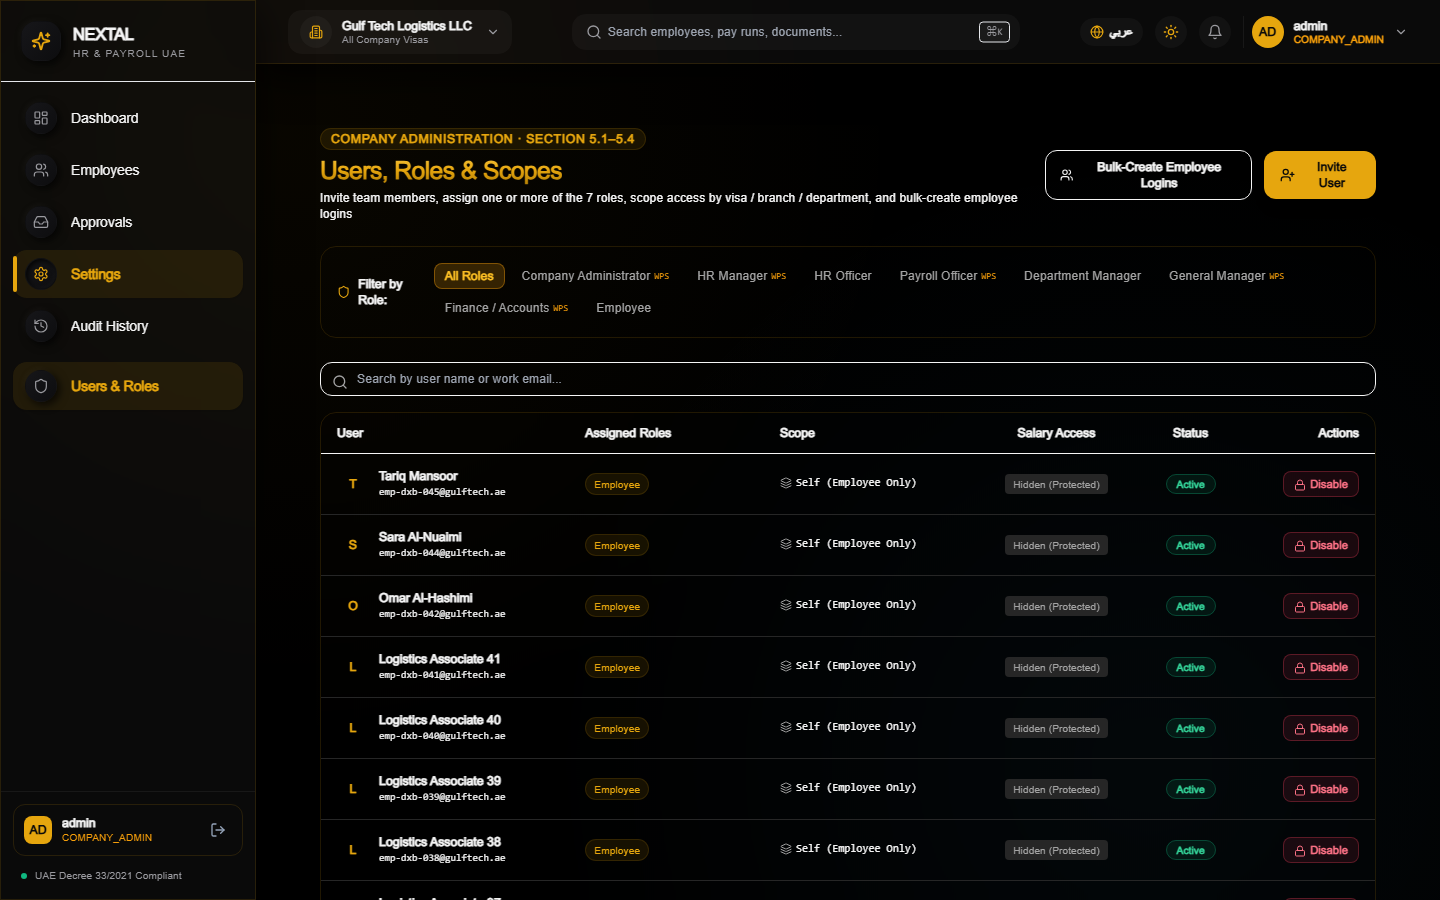 NEXTAL
HR & PAYROLL UAE
Gulf Tech Logistics LLC
All Company Visas
Search employees, pay runs, documents...
⌘K
عربي
AD
admin
COMPANY_ADMIN
Dashboard
Employees
Approvals
Settings
Audit History
Users & Roles
COMPANY ADMINISTRATION · SECTION 5.1–5.4
Users, Roles & Scopes
Invite team members, assign one or more of the 7 roles, scope access by visa / branch / department, and bulk-create employee
logins
Bulk-Create Employee
Logins
Invite
User
Filter by
Role:
All Roles
Company Administrator WPS
HR Manager WPS
HR Officer
Payroll Officer WPS
Department Manager
General Manager WPS
Finance / Accounts WPS
Employee
Search by user name or work email...
User Assigned Roles Scope Salary Access Status Actions
T Tariq Mansoor
emp-dxb-045@gulftech.ae
Employee Self (Employee Only) Hidden (Protected) Active Disable
S Sara Al-Nuaimi
emp-dxb-044@gulftech.ae
Employee Self (Employee Only) Hidden (Protected) Active Disable
O Omar Al-Hashimi
emp-dxb-042@gulftech.ae
Employee Self (Employee Only) Hidden (Protected) Active Disable
L Logistics Associate 41
emp-dxb-041@gulftech.ae
Employee Self (Employee Only) Hidden (Protected) Active Disable
L Logistics Associate 40
emp-dxb-040@gulftech.ae
Employee Self (Employee Only) Hidden (Protected) Active Disable
L Logistics Associate 39
emp-dxb-039@gulftech.ae
Employee Self (Employee Only) Hidden (Protected) Active Disable
L Logistics Associate 38
emp-dxb-038@gulftech.ae
Employee Self (Employee Only) Hidden (Protected) Active Disable
AD
admin
COMPANY_ADMIN
UAE Decree 33/2021 Compliant